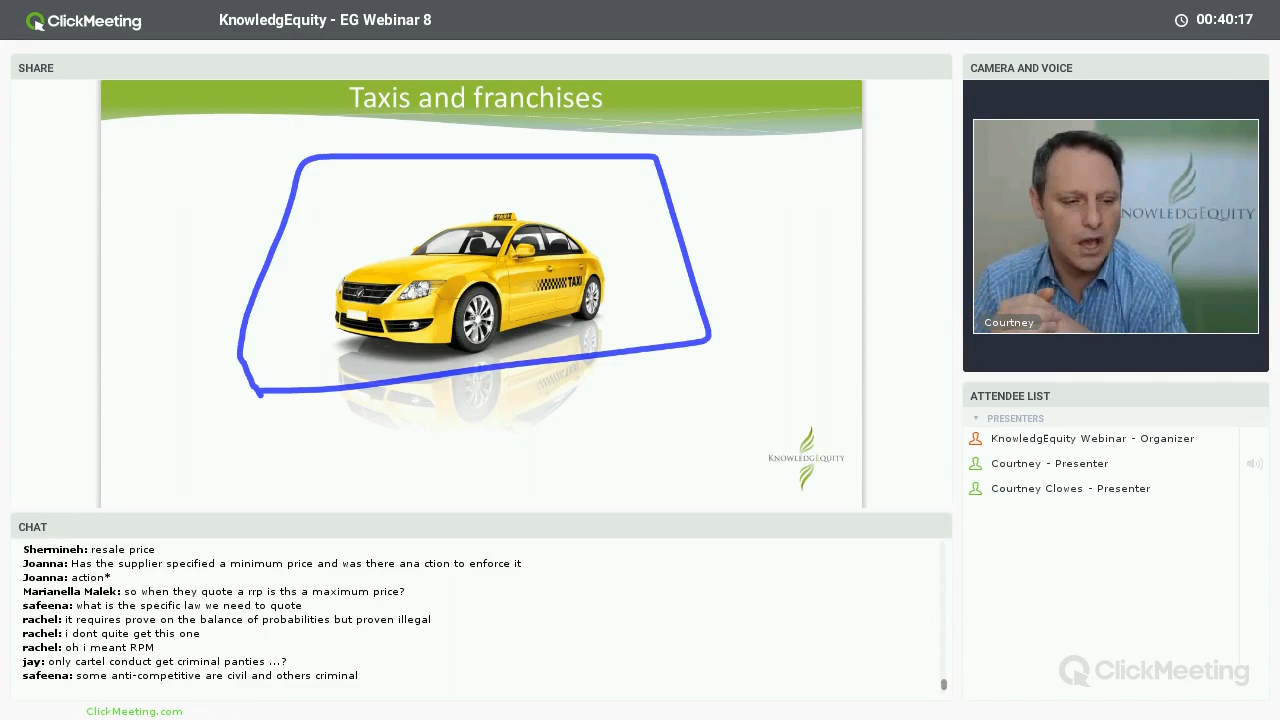 ClickMeeting
KnowledgEquity - EG Webinar 8
00:40:17
SHARE
Taxis and franchises
TAXI
TAXI
KNOWLEDGEQUITY
CHAT
Shermineh: resale price
Joanna: Has the supplier specified a minimum price and was there ana ction to enforce it
Joanna: action*
Marianella Malek: so when they quote a rrp is ths a maximum price?
safeena: what is the specific law we need to quote
rachel: it requires prove on the balance of probabilities but proven illegal
rachel: i dont quite get this one
rachel: oh i meant RPM
jay: only cartel conduct get criminal panties ...?
safeena: some anti-competitive are civil and others criminal
ClickMeeting.com
CAMERA AND VOICE
NOWLEDGEQUITY
Courtney
ATTENDEE LIST
PRESENTERS
KnowledgEquity Webinar - Organizer
Courtney - Presenter
Courtney Clowes - Presenter
ClickMeeting